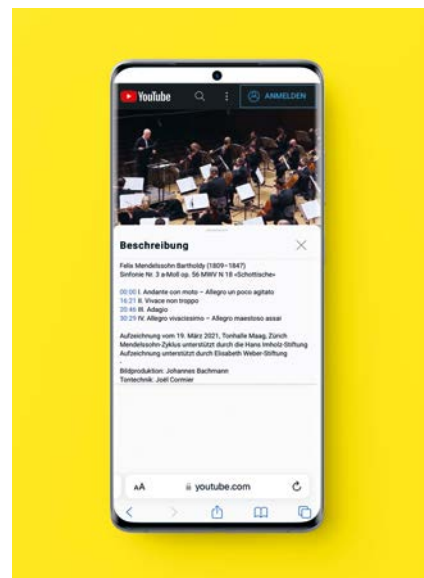 YouTube
ANMELDEN
Beschreibung
Felix Mendelssohn Bartholdy (1809–1847)
Sinfonie Nr. 3 a-Moll op. 56 MWV N 18 «Schottische»
00:00 I. Andante con moto – Allegro un poco agitato
16:21 II. Vivace non troppo
20:46 III. Adagio
30:29 IV. Allegro vivacissimo – Allegro maestoso assai
Aufzeichnung vom 19. März 2021, Tonhalle Maag, Zürich
Mendelssohn-Zyklus unterstützt durch die Hans Imholz-Stiftung
Aufzeichnung unterstützt durch Elisabeth Weber-Stiftung
-
Bildproduktion: Johannes Bachmann
Tontechnik: Joël Cormier
AA
youtube.com